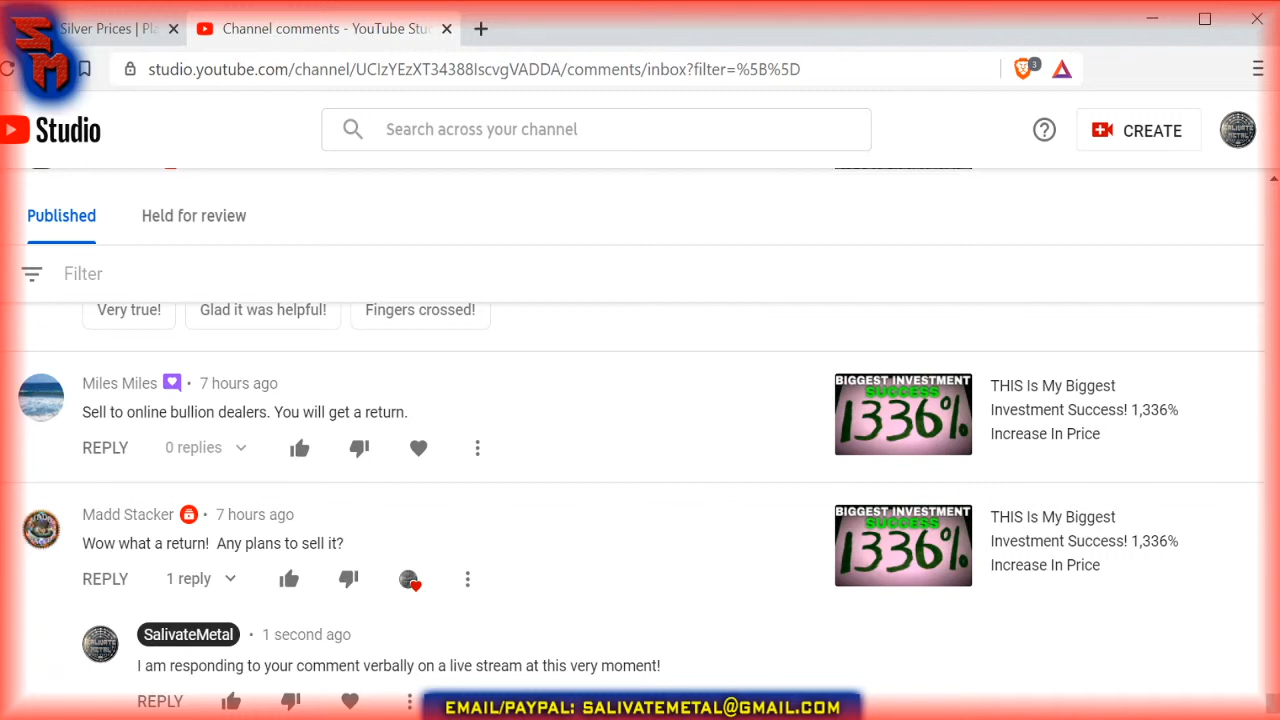 Silver Prices | Pla
Channel comments - YouTube Stu
SM
studio.youtube.com/channel/UCIzYEzXT34388IscvgVADDA/comments/inbox?filter=%5B%5D
3
Studio
Search across your channel
CREATE
Published
Held for review
Filter
Very true!
Glad it was helpful!
Fingers crossed!
Miles Miles • 7 hours ago
Sell to online bullion dealers. You will get a return.
REPLY 0 replies
BIGGEST INVESTMENT
SUCCESS
1336%
THIS Is My Biggest
Investment Success! 1,336%
Increase In Price
Madd Stacker • 7 hours ago
Wow what a return! Any plans to sell it?
REPLY 1 reply
BIGGEST INVESTMENT
SUCCESS
1336%
THIS Is My Biggest
Investment Success! 1,336%
Increase In Price
SALIVATE
METAL
SalivateMetal • 1 second ago
I am responding to your comment verbally on a live stream at this very moment!
REPLY
EMAIL/PAYPAL: SALIVATEMETAL@GMAIL.COM